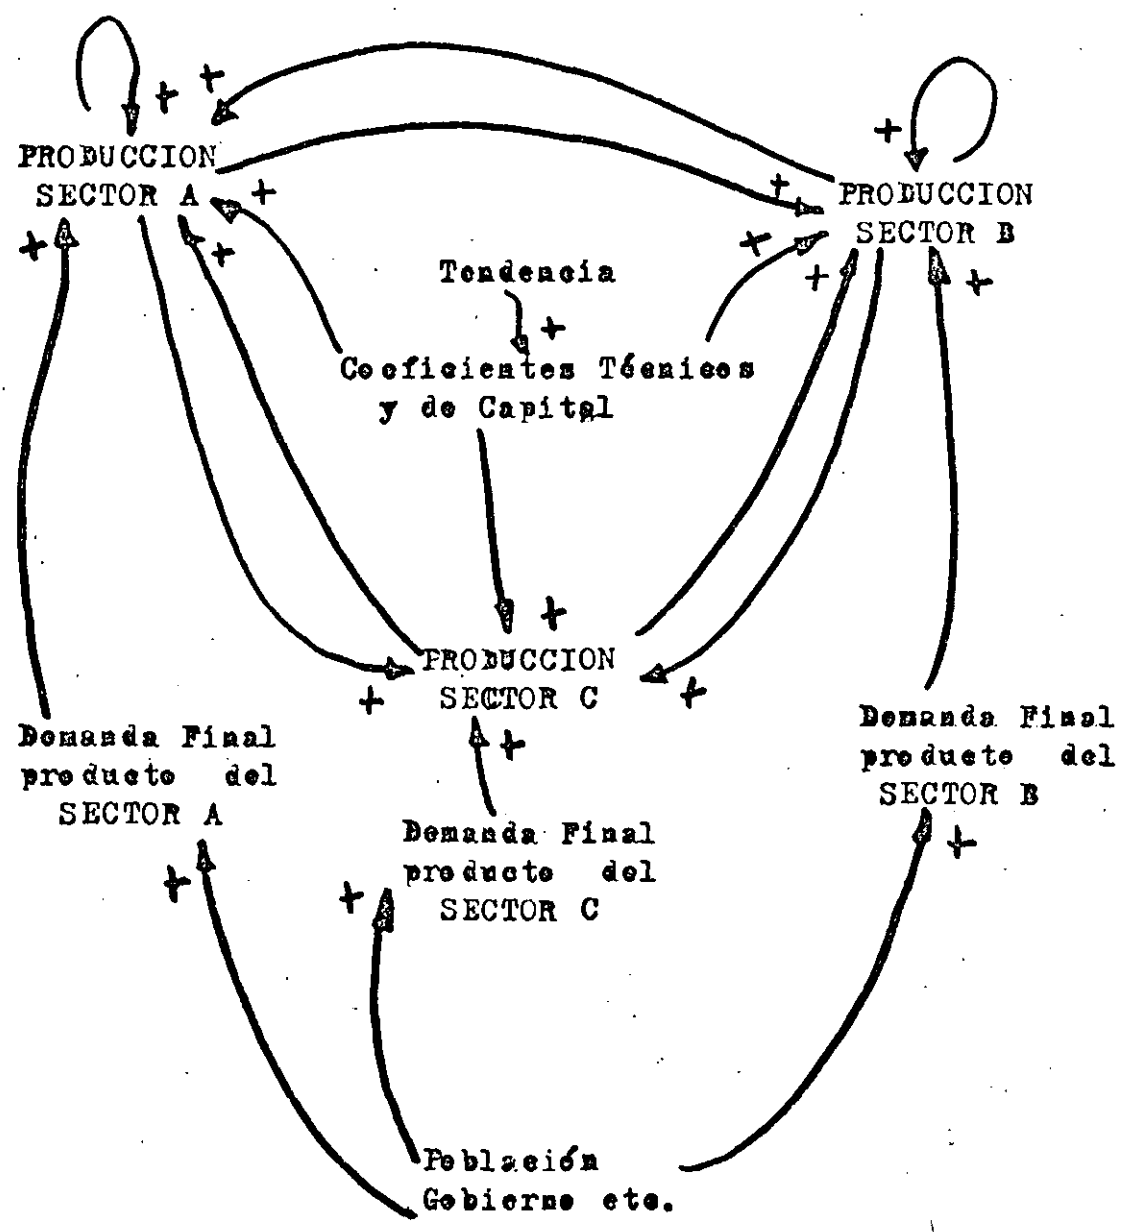 + +
+
PRODUCCION
SECTOR A
+
+
+
+
PRODUCCION
SECTOR B
+
+
+
Tendencia
+
Coeficientes Técnicos
y de Capital
+
PRODUCCION
SECTOR C
+
+
+
Demanda Final
producto del
SECTOR A
Demanda Final
producto del
SECTOR B
Demanda Final
producto del
SECTOR C
+
+
+
Población
Gobierno etc.